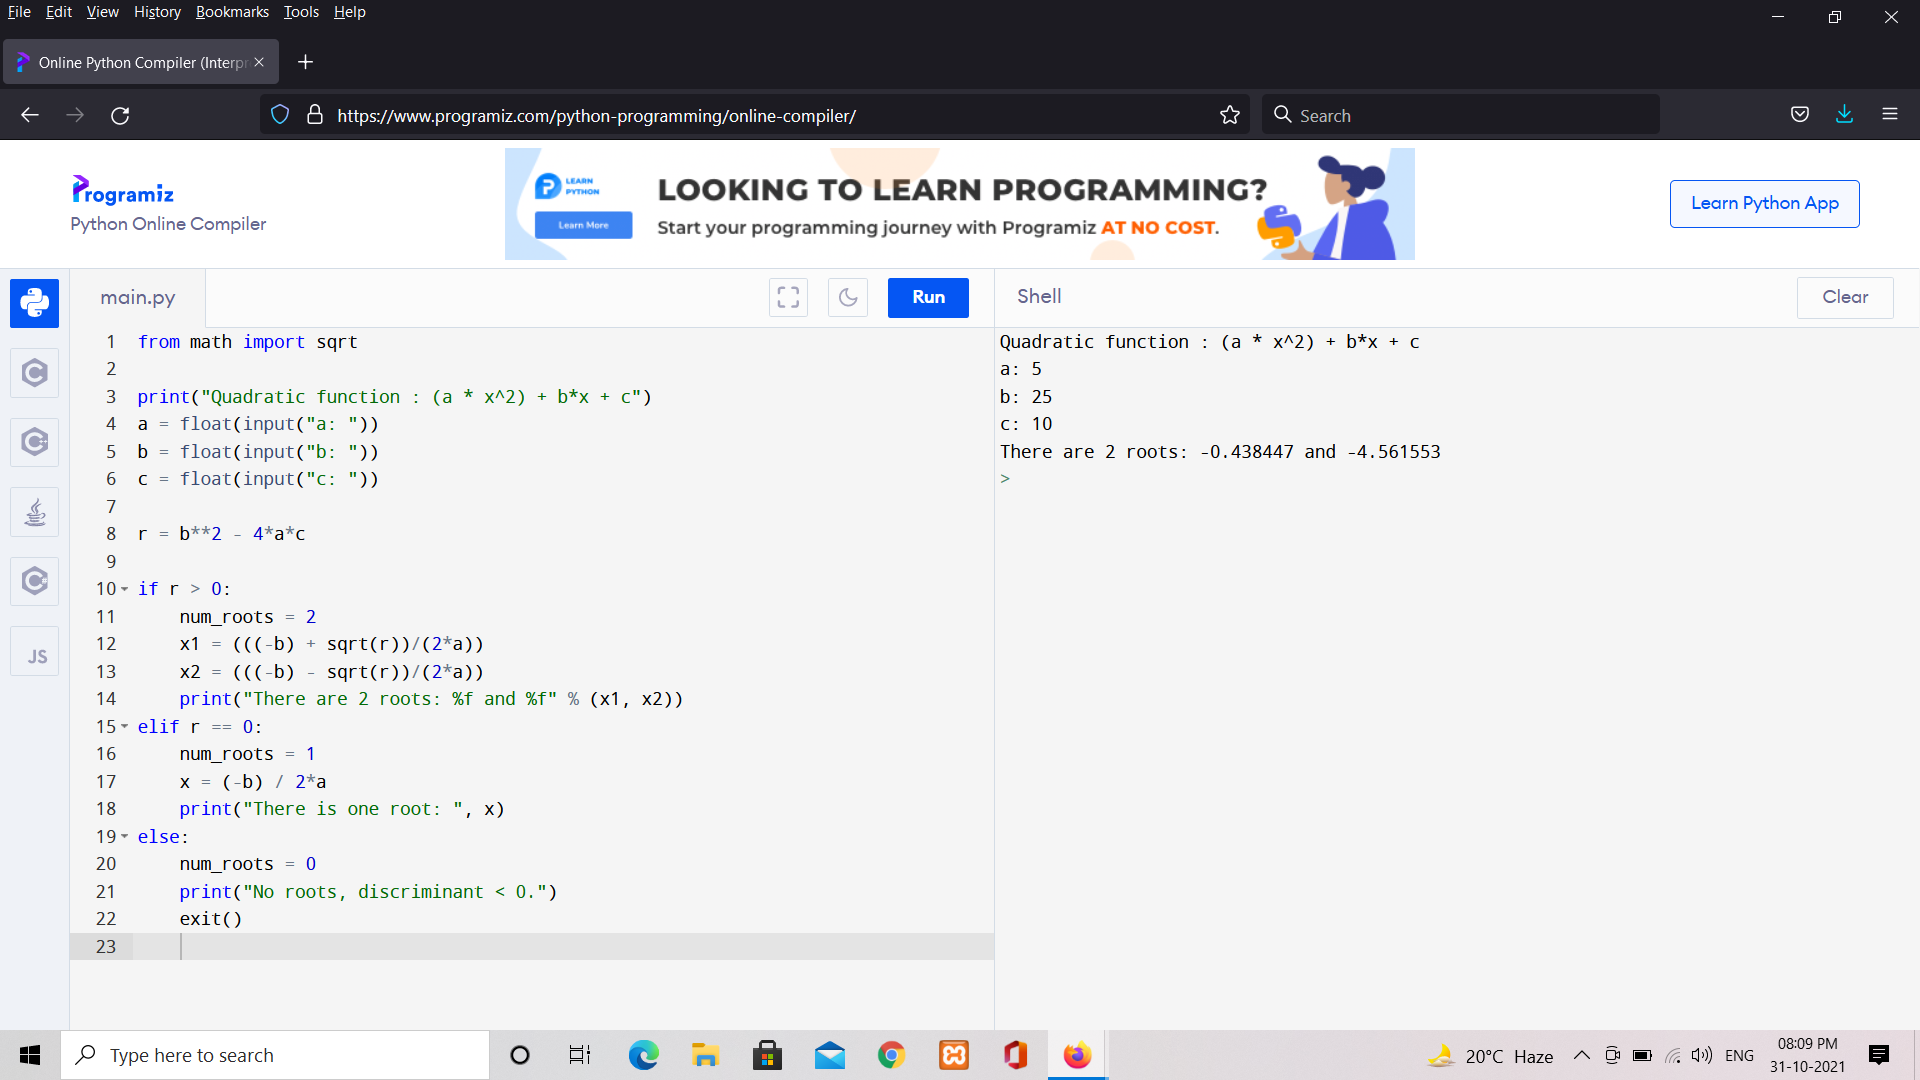 File Edit View History Bookmarks Tools Help
Online Python Compiler (Interpr
https://www.programiz.com/python-programming/online-compiler/
Search
Programiz
Python Online Compiler
LEARN
PYTHON
Learn More
LOOKING TO LEARN PROGRAMMING?
Start your programming journey with Programiz AT NO COST.
Learn Python App
main.py
Run
Shell
Clear
C
C++
C#
JS
1 from math import sqrt
2
3 print("Quadratic function : (a * x^2) + b*x + c")
4 a = float(input("a: "))
5 b = float(input("b: "))
6 c = float(input("c: "))
7
8 r = b**2 - 4*a*c
9
10 if r > 0:
11     num_roots = 2
12     x1 = (((-b) + sqrt(r))/(2*a))
13     x2 = (((-b) - sqrt(r))/(2*a))
14     print("There are 2 roots: %f and %f" % (x1, x2))
15 elif r == 0:
16     num_roots = 1
17     x = (-b) / 2*a
18     print("There is one root: ", x)
19 else:
20     num_roots = 0
21     print("No roots, discriminant < 0.")
22     exit()
23
Quadratic function : (a * x^2) + b*x + c
a: 5
b: 25
c: 10
There are 2 roots: -0.438447 and -4.561553
>
Type here to search
20°C Haze
ENG
08:09 PM
31-10-2021